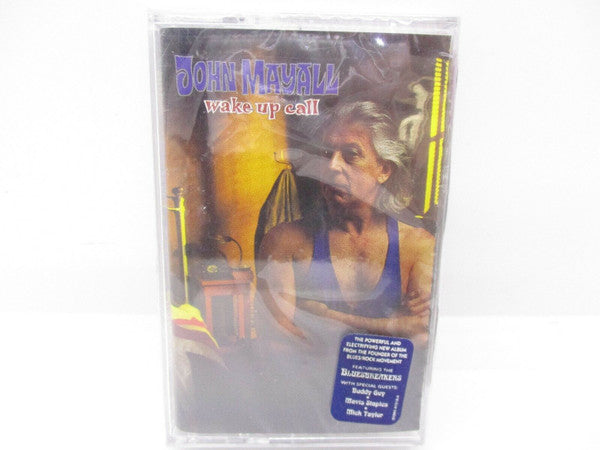 JOHN MAYALL
wake up call
THE POWERFUL AND
ELECTRIFYING NEW ALBUM
FROM THE FOUNDER OF THE
BLUES/ROCK MOVEMENT
FEATURING THE
BLUESBREAKERS
WITH SPECIAL GUESTS:
Buddy Guy
Mavis Staples
Mick Taylor